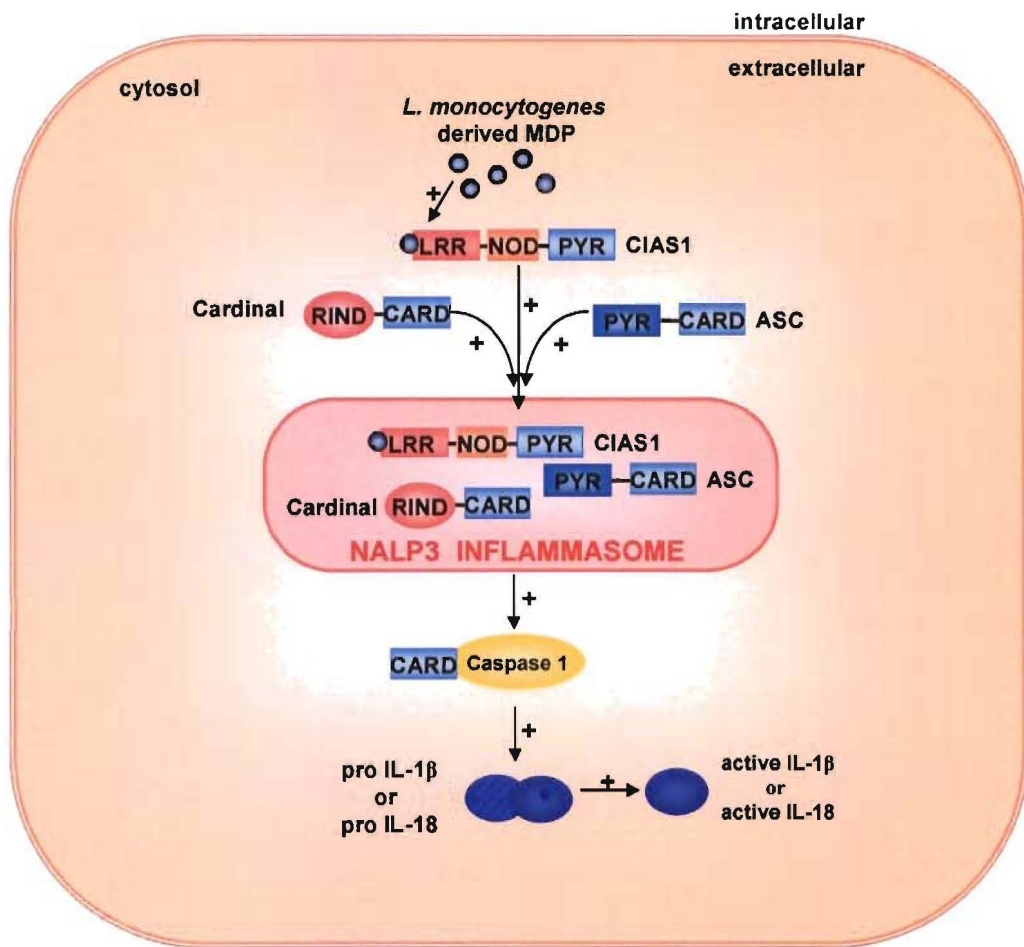 intracellular
extracellular
cytosol
L. monocytogenes
derived MDP
+
LRR NOD PYR CIAS1
Cardinal RIND CARD + PYR CARD ASC
+ +
LRR NOD PYR CIAS1
PYR CARD ASC
Cardinal RIND CARD
NALP3 INFLAMMASOME
+
CARD Caspase 1
+
pro IL-1β
or
pro IL-18
+
active IL-1β
or
active IL-18